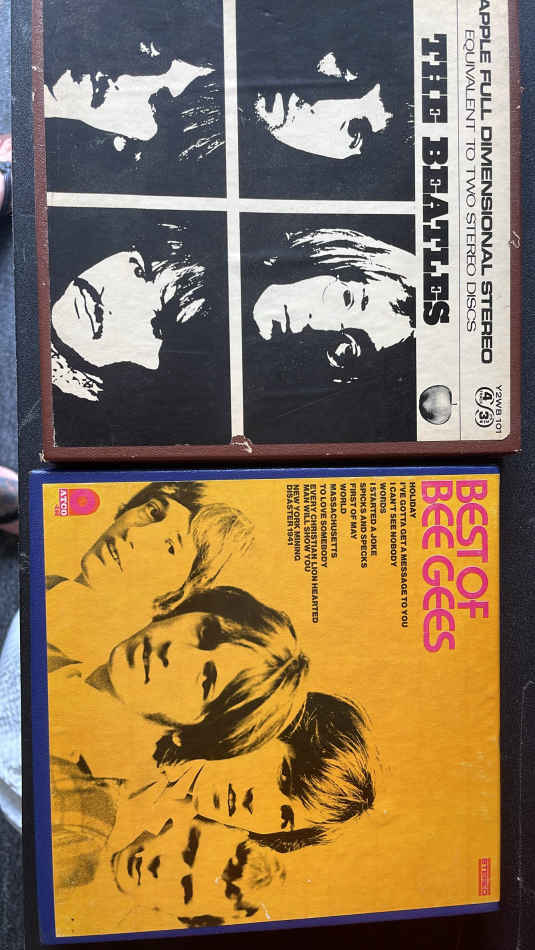 APPLE FULL DIMENSIONAL STEREO
EQUIVALENT TO TWO STEREO DISCS
THE BEATLES
Y2WB 101
4
3¾
BEST OF
BEE GEES
HOLIDAY
I'VE GOTTA GET A MESSAGE TO YOU
I CAN'T SEE NOBODY
WORDS
I STARTED A JOKE
SPICKS AND SPECKS
FIRST OF MAY
WORLD
MASSACHUSETTS
TO LOVE SOMEBODY
EVERY CHRISTIAN LION HEARTED
MAN WILL SHOW YOU
NEW YORK MINING
DISASTER 1941
ATCO
STEREO